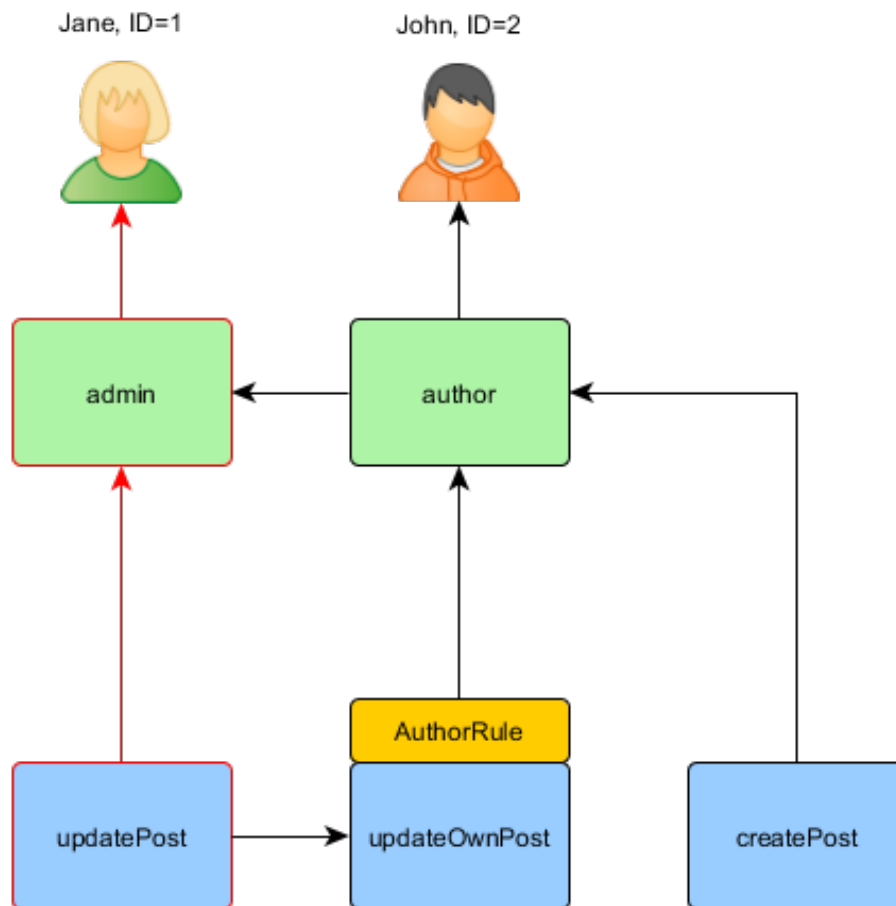 Jane, ID=1
John, ID=2
admin
author
AuthorRule
updatePost
updateOwnPost
createPost